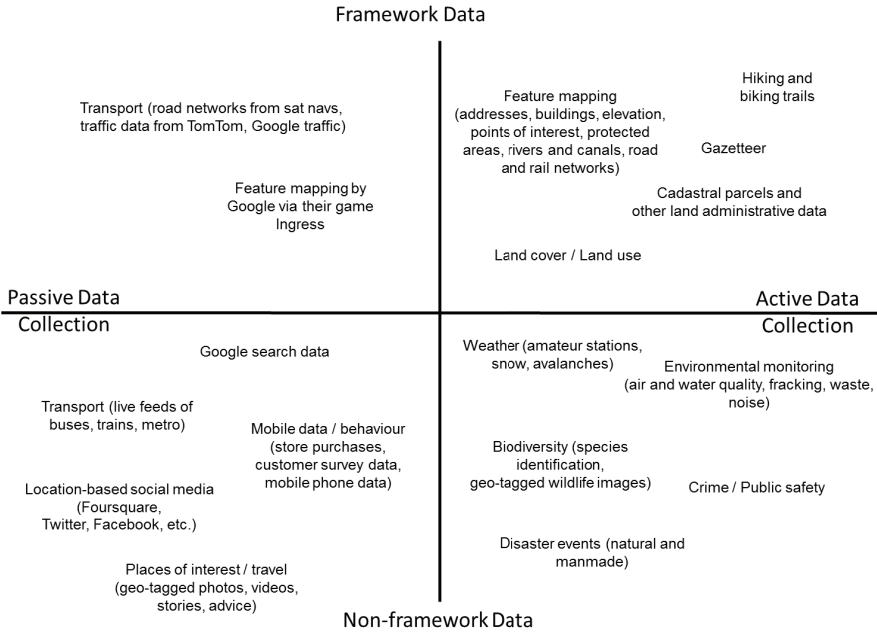 Framework Data
Transport (road networks from sat navs,
traffic data from TomTom, Google traffic)
Feature mapping by
Google via their game
Ingress
Feature mapping
(addresses, buildings, elevation,
points of interest, protected
areas, rivers and canals, road
and rail networks)
Hiking and
biking trails
Gazetteer
Cadastral parcels and
other land administrative data
Land cover / Land use
Passive Data
Collection
Active Data
Collection
Google search data
Transport (live feeds of
buses, trains, metro)
Mobile data / behaviour
(store purchases,
customer survey data,
mobile phone data)
Location-based social media
(Foursquare,
Twitter, Facebook, etc.)
Places of interest / travel
(geo-tagged photos, videos,
stories, advice)
Weather (amateur stations,
snow, avalanches)
Environmental monitoring
(air and water quality, fracking, waste,
noise)
Biodiversity (species
identification,
geo-tagged wildlife images)
Crime / Public safety
Disaster events (natural and
manmade)
Non-framework Data